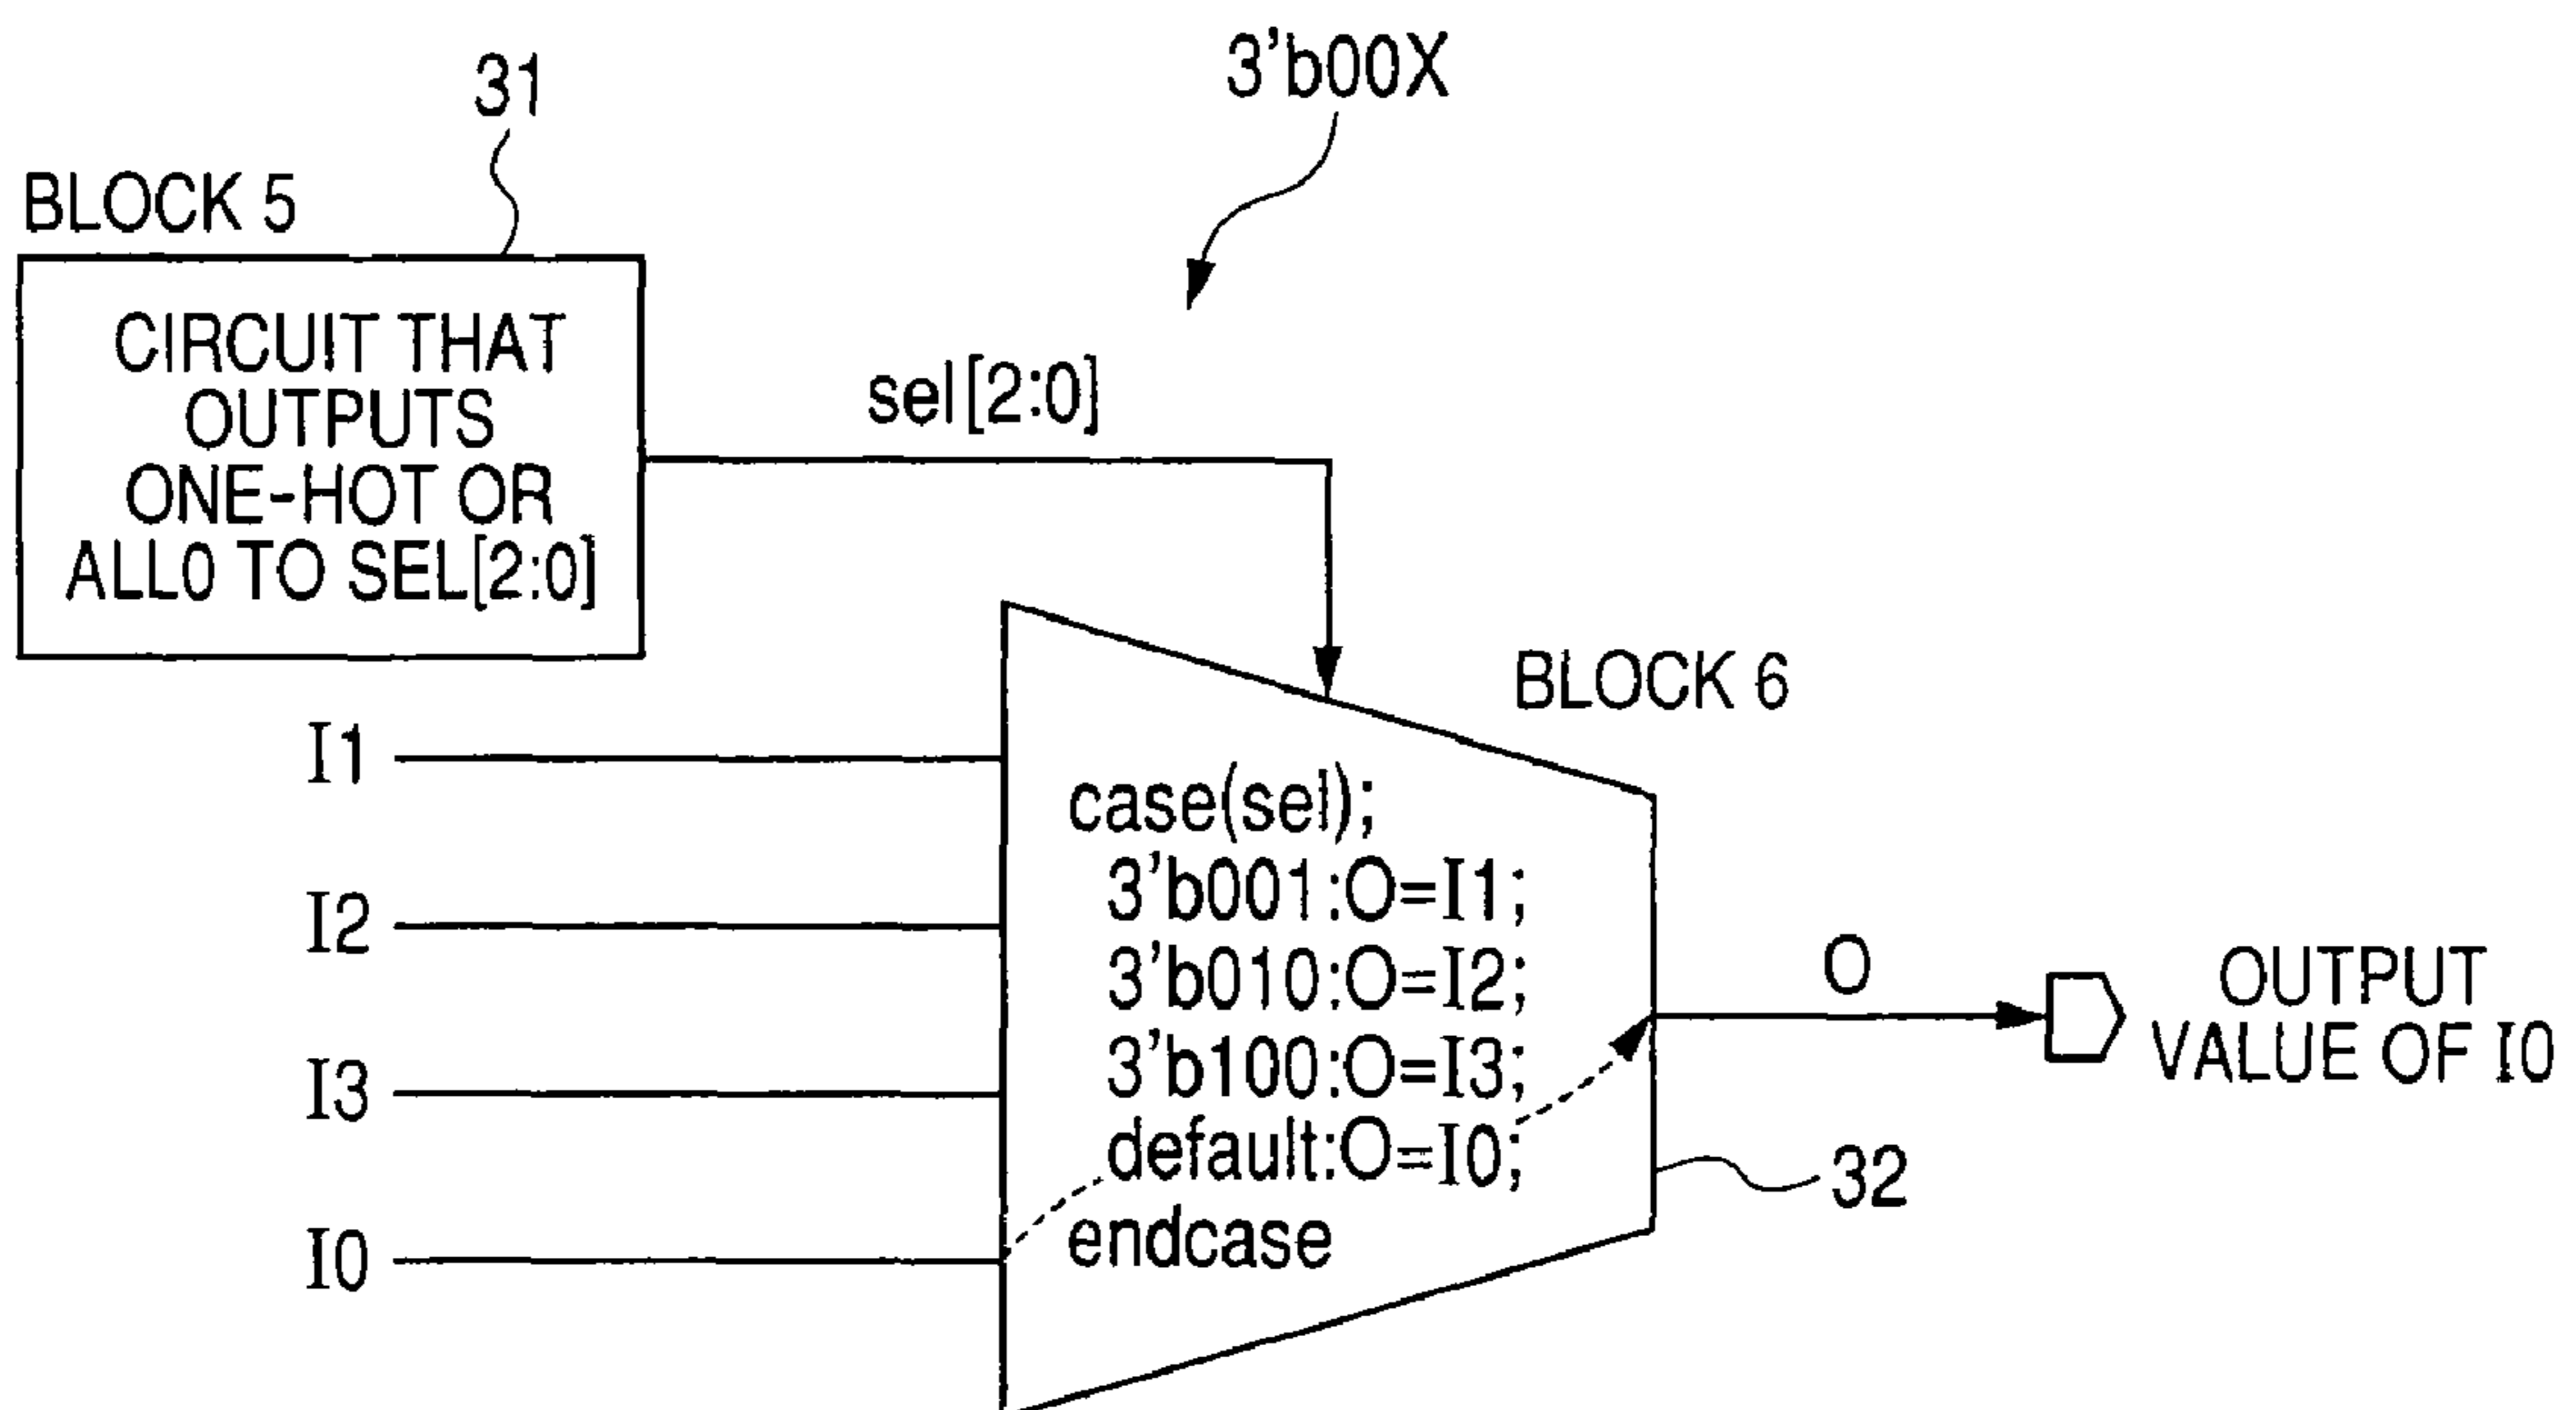 31
3'b00X
BLOCK 5
CIRCUIT THAT
OUTPUTS
ONE-HOT OR
ALL0 TO SEL[2:0]
sel[2:0]
BLOCK 6
I1
I2
I3
I0
case(sel);
3'b001:O=I1;
3'b010:O=I2;
3'b100:O=I3;
default:O=I0;
endcase
O
OUTPUT
VALUE OF I0
32